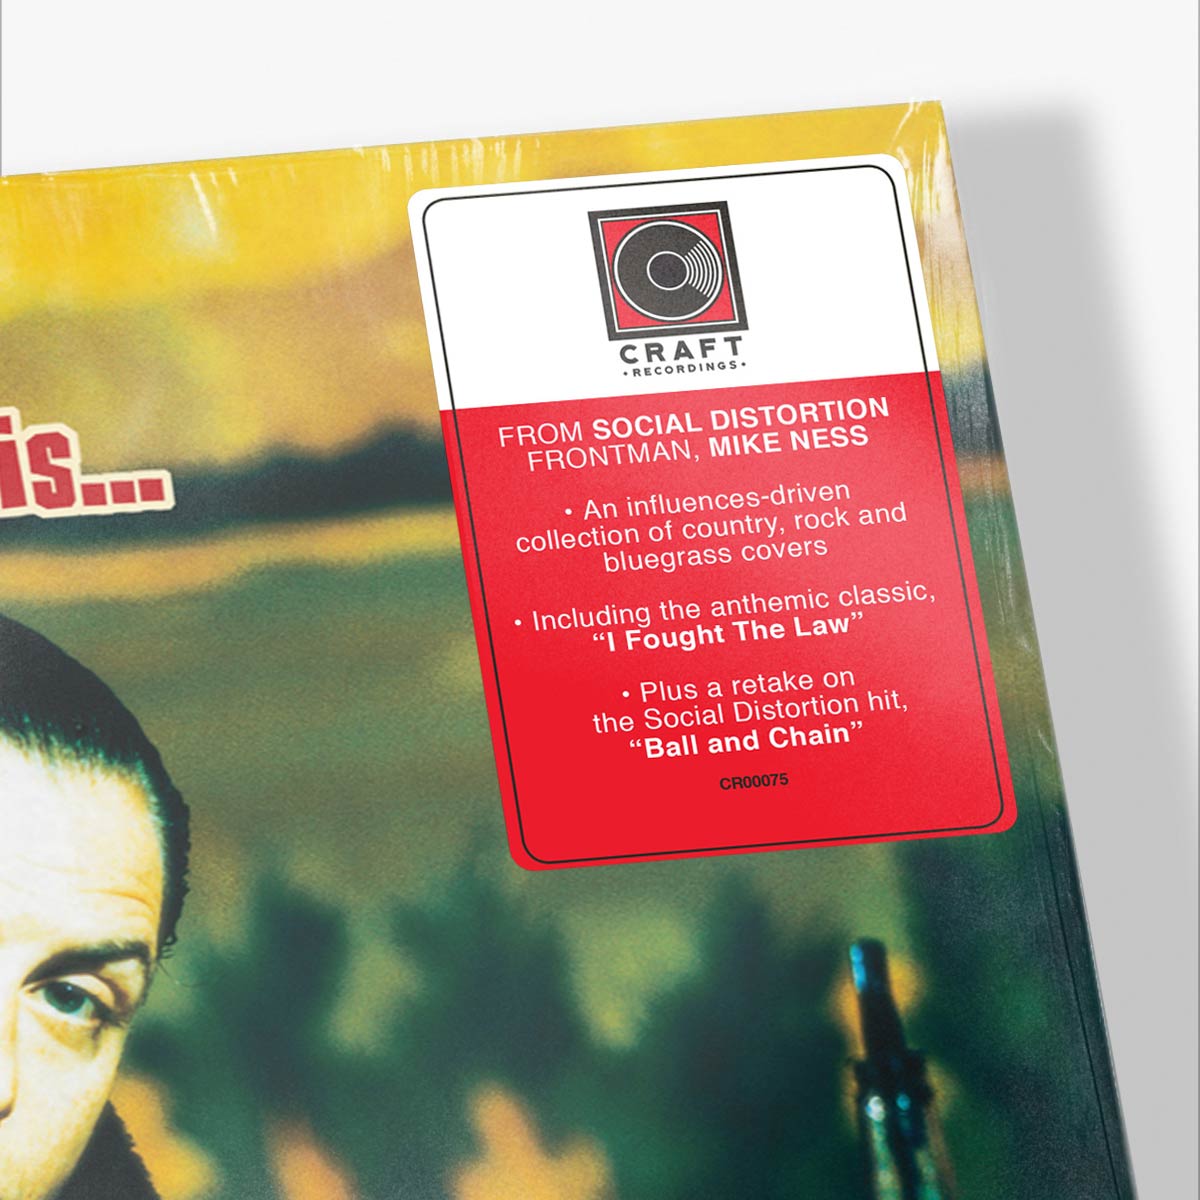 is...
CRAFT
• RECORDINGS •
FROM SOCIAL DISTORTION
FRONTMAN, MIKE NESS
• An influences-driven
collection of country, rock and
bluegrass covers
• Including the anthemic classic,
“I Fought The Law”
• Plus a retake on
the Social Distortion hit,
“Ball and Chain”
CR00075